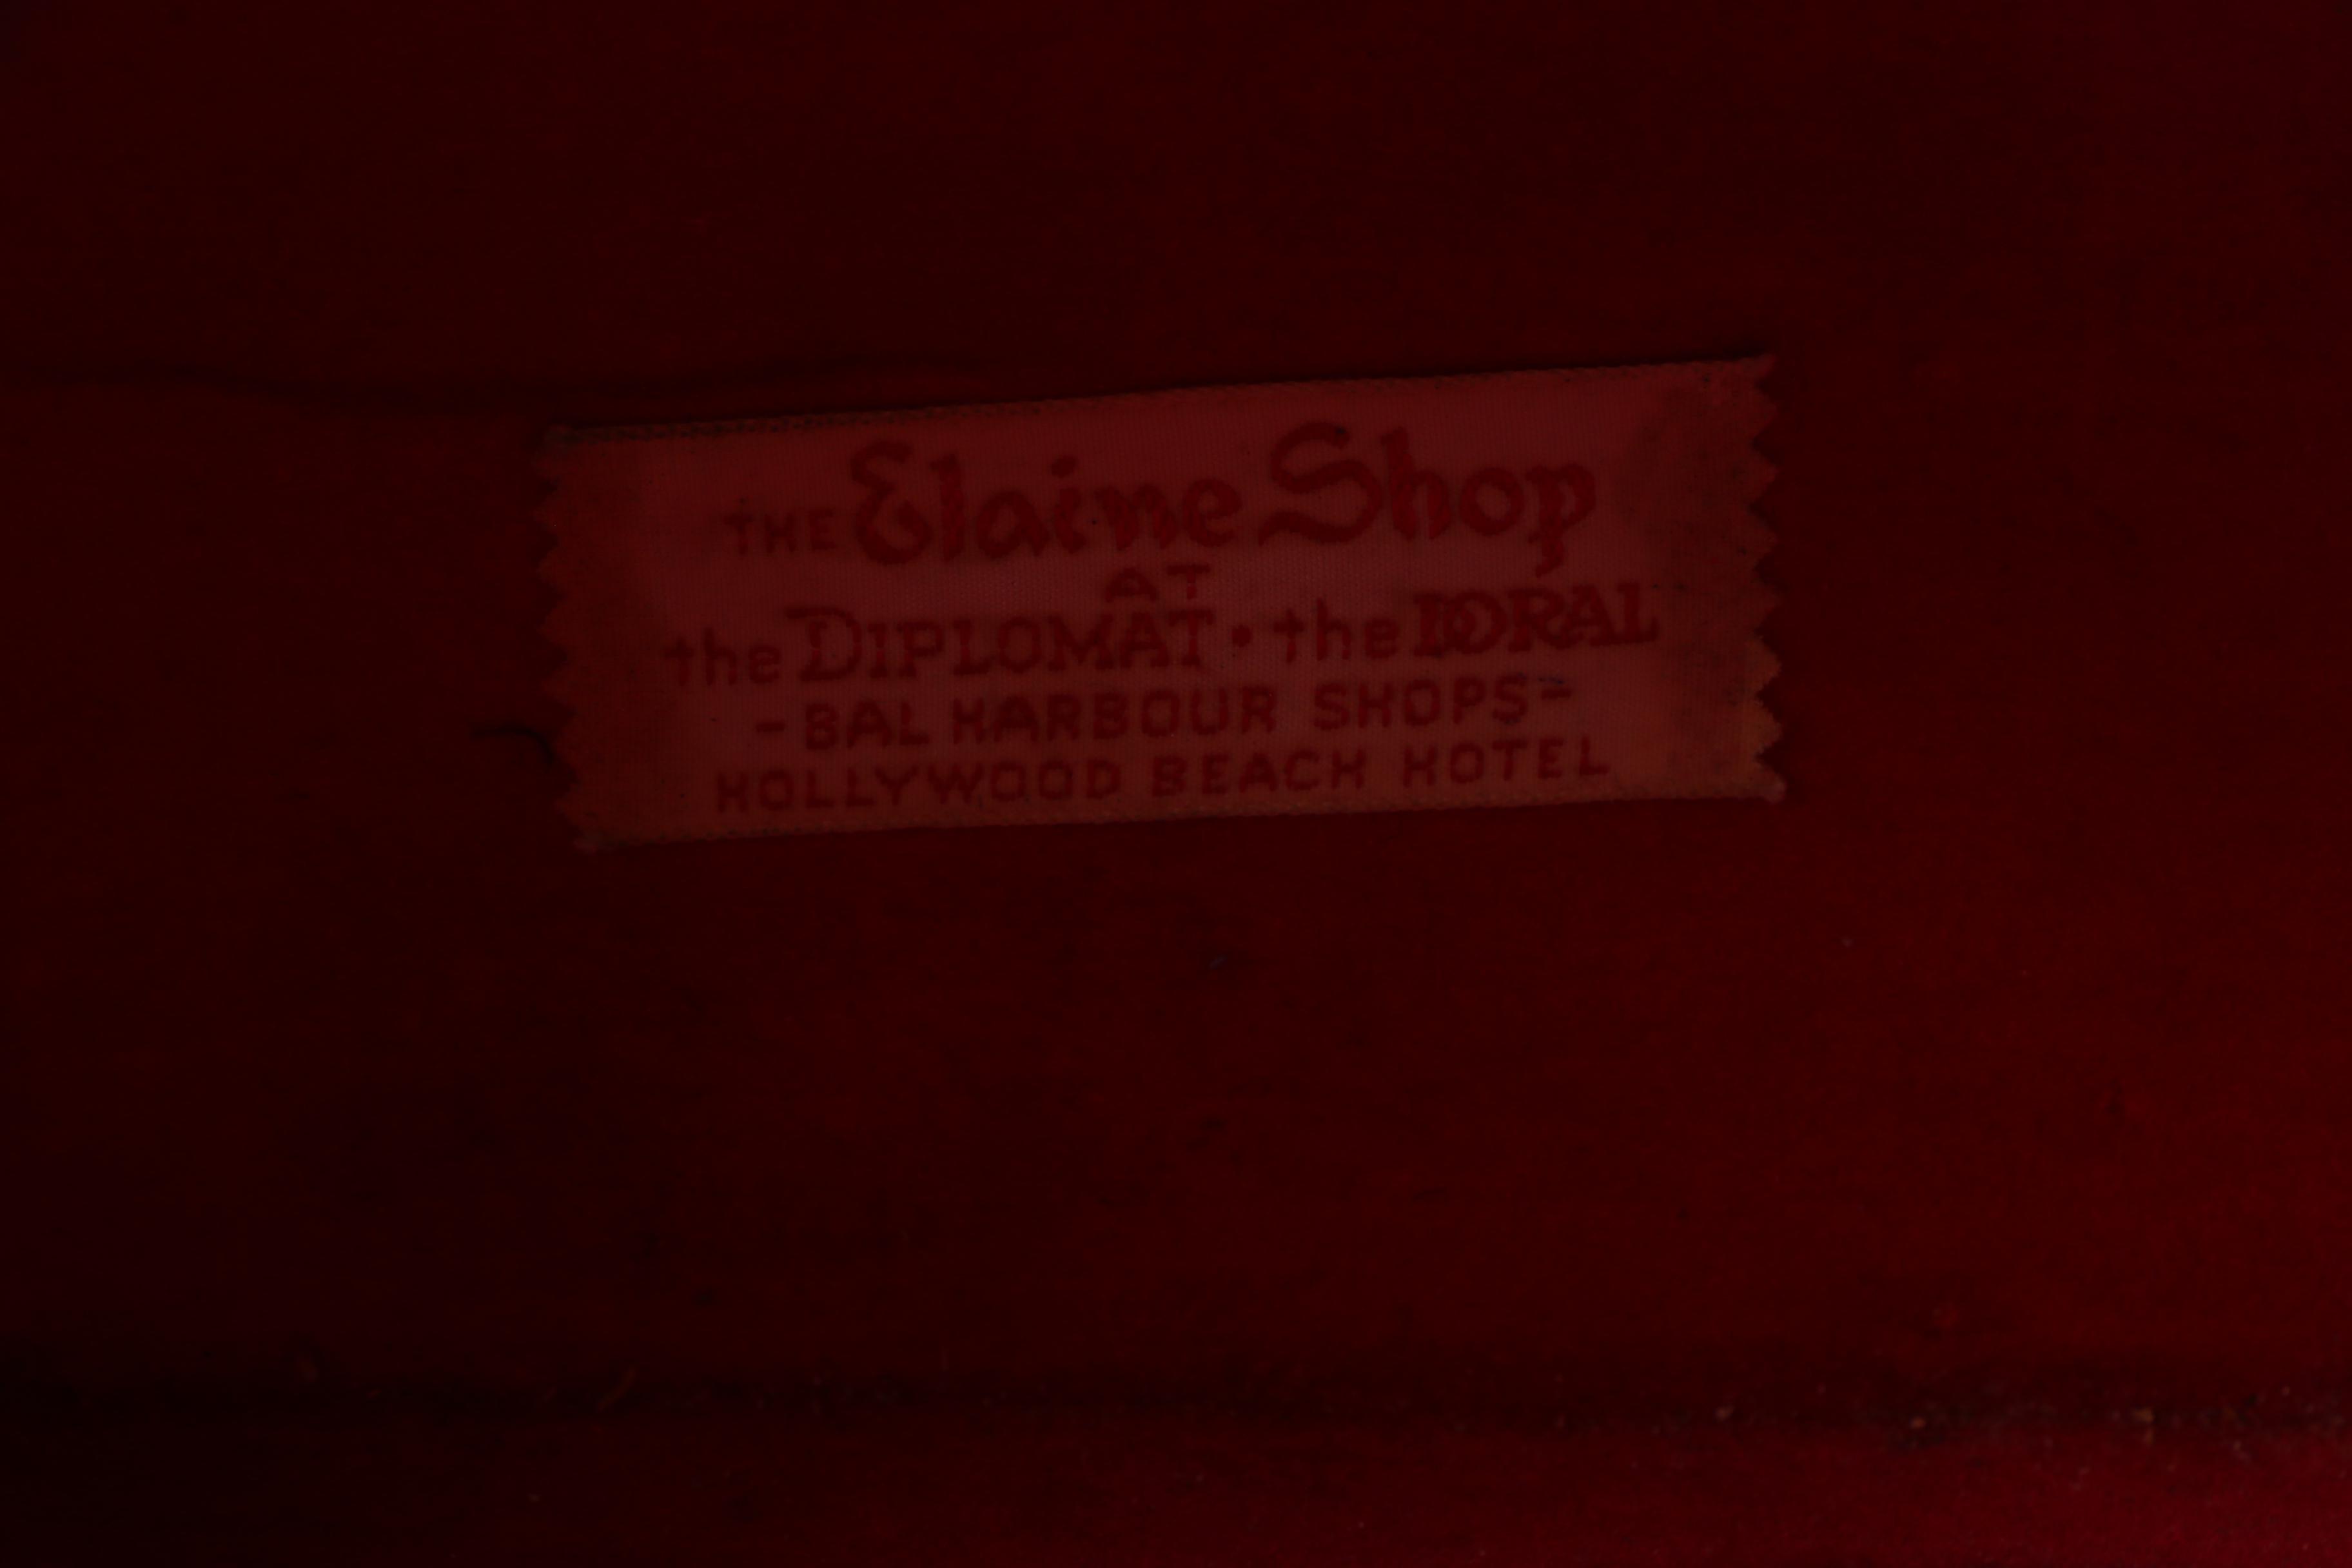 THE Elaine Shop
AT
the DIPLOMAT • the DORAL
- BAL HARBOUR SHOPS -
HOLLYWOOD BEACH HOTEL